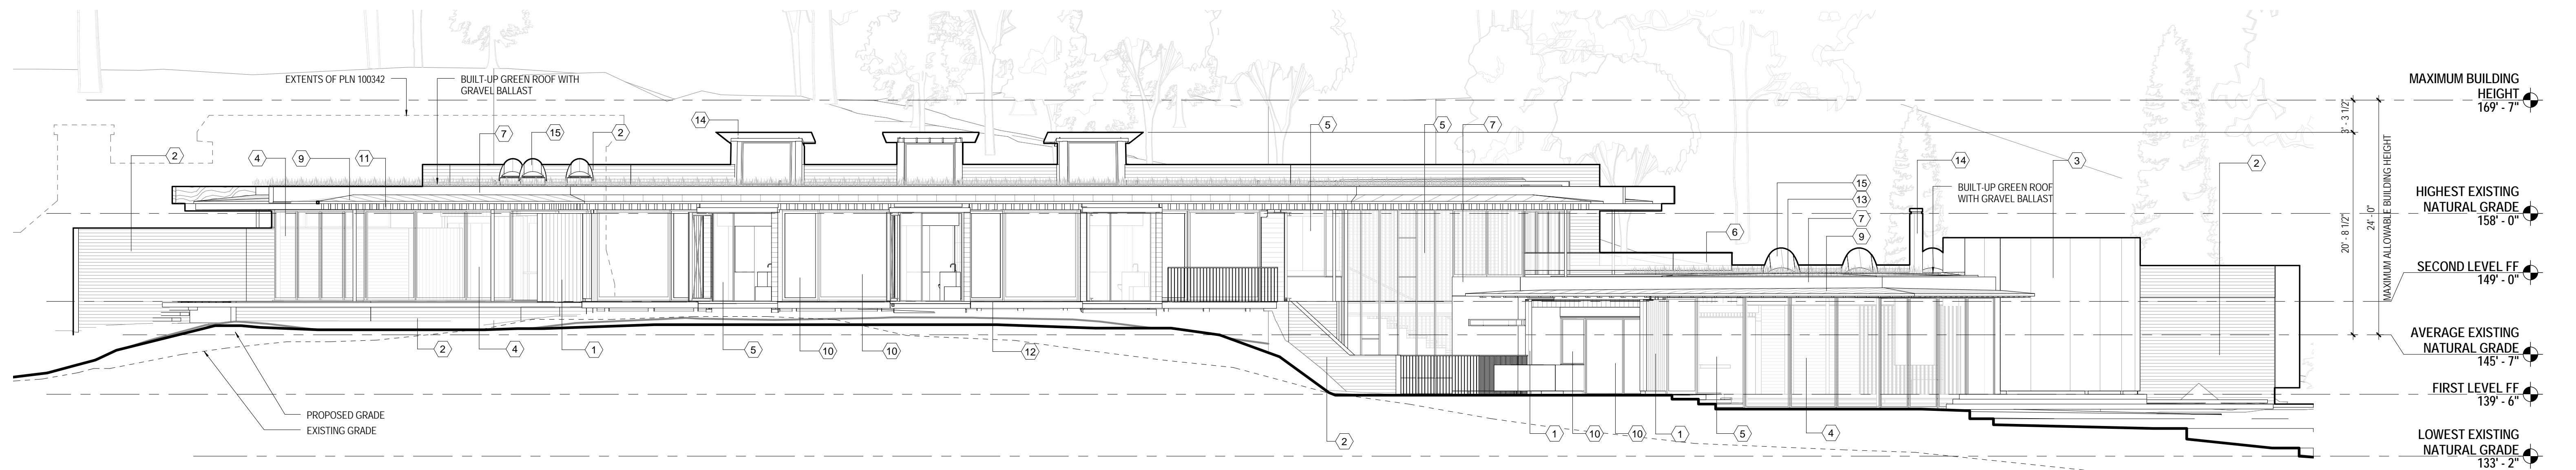 EXTENTS OF PLN 100342
BUILT-UP GREEN ROOF WITH
GRAVEL BALLAST
MAXIMUM BUILDING
HEIGHT
169' - 7"
3' - 3 1/2"
14
7
15
2
5
5
7
2
4
9
11
14
3
2
15
13
7
9
6
BUILT-UP GREEN ROOF
WITH GRAVEL BALLAST
HIGHEST EXISTING
NATURAL GRADE
158' - 0"
20' - 8 1/2"
24' - 0"
MAXIMUM ALLOWABLE BUILDING HEIGHT
SECOND LEVEL FF
149' - 0"
AVERAGE EXISTING
NATURAL GRADE
145' - 7"
2
4
1
5
10
10
12
FIRST LEVEL FF
139' - 6"
PROPOSED GRADE
EXISTING GRADE
2
1
10
10
1
5
4
LOWEST EXISTING
NATURAL GRADE
133' - 2"